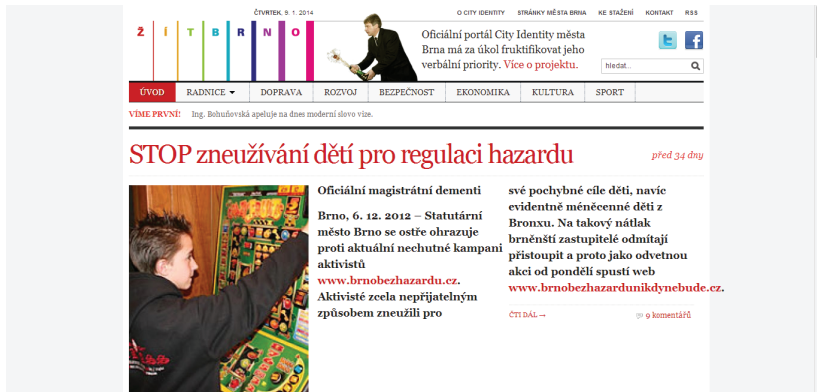 ČTVRTEK, 9. 1. 2014
O CITY IDENTITY STRÁNKY MĚSTA BRNA KE STAŽENÍ KONTAKT RSS
ŽÍTBRNO
Oficiální portál City Identity města
Brna má za úkol fruktifikovat jeho
verbální priority. Více o projektu.
hledat...
ÚVOD RADNICE DOPRAVA ROZVOJ BEZPEČNOST EKONOMIKA KULTURA SPORT
VÍME PRVNÍ! Ing. Bohuňovská apeluje na dnes moderní slovo vize.
STOP zneužívání dětí pro regulaci hazardu
před 34 dny
Oficiální magistrátní dementi
Brno, 6. 12. 2012 – Statutární
město Brno se ostře ohrazuje
proti aktuální nechutné kampani
aktivistů
www.brnobezhazardu.cz.
Aktivisté zcela nepřijatelným
způsobem zneužili pro
své pochybné cíle děti, navíc
evidentně méněcenné děti z
Bronxu. Na takový nátlak
brněnští zastupitelé odmítají
přistoupit a proto jako odvetnou
akci od pondělí spustí web
www.brnobezhazardunikdynebude.cz.
ČTI DÁL →
9 komentářů